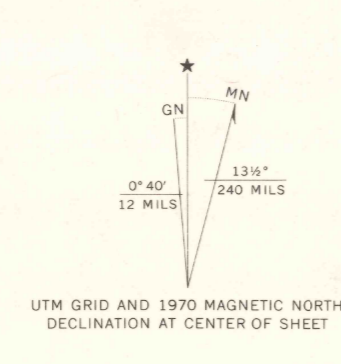 ★
GN
MN
0° 40′
12 MILS
13½°
240 MILS
UTM GRID AND 1970 MAGNETIC NORTH
DECLINATION AT CENTER OF SHEET